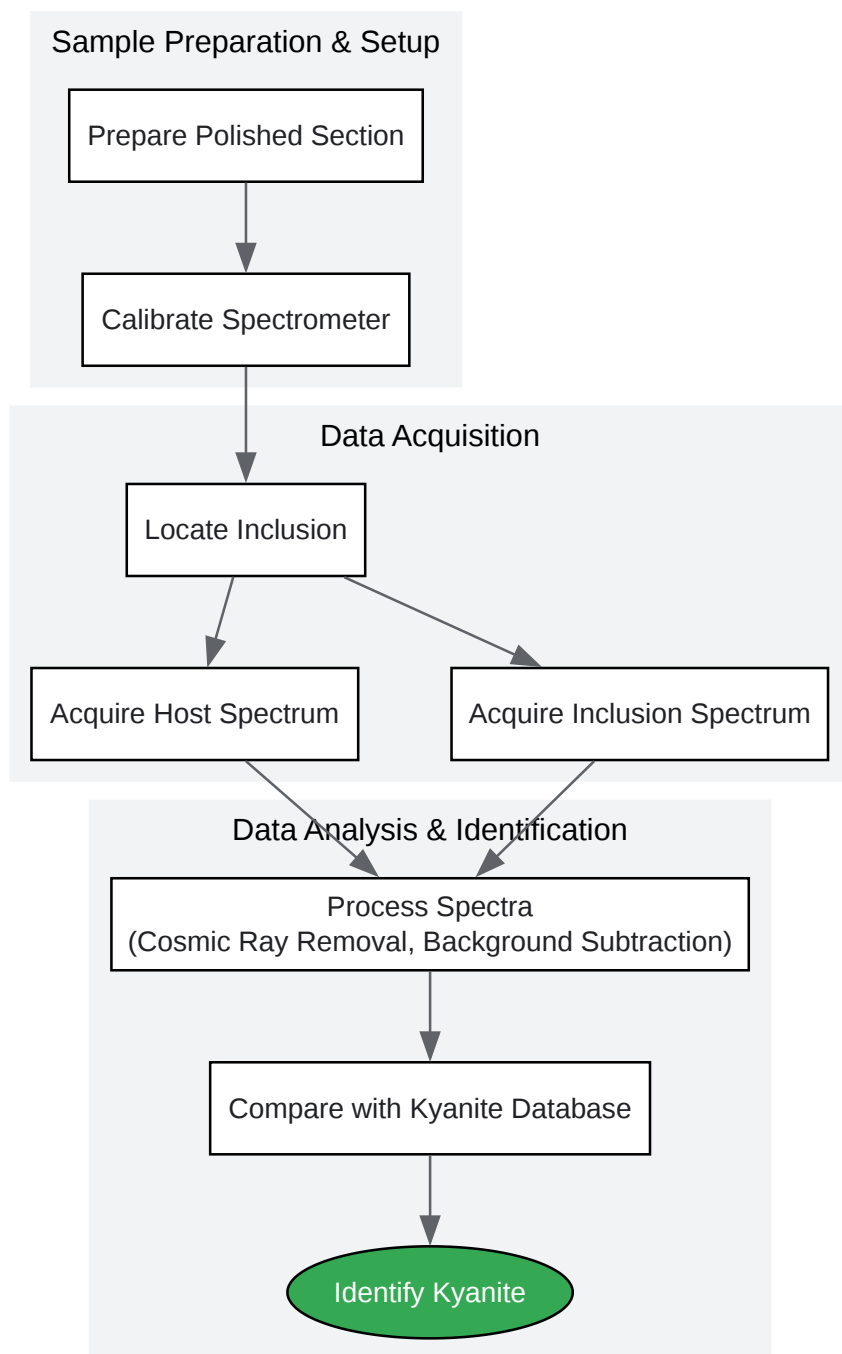 Sample Preparation & Setup
Prepare Polished Section
Calibrate Spectrometer
Data Acquisition
Locate Inclusion
Acquire Host Spectrum
Acquire Inclusion Spectrum
Data Analysis & Identification
Process Spectra
(Cosmic Ray Removal, Background Subtraction)
Compare with Kyanite Database
Identify Kyanite